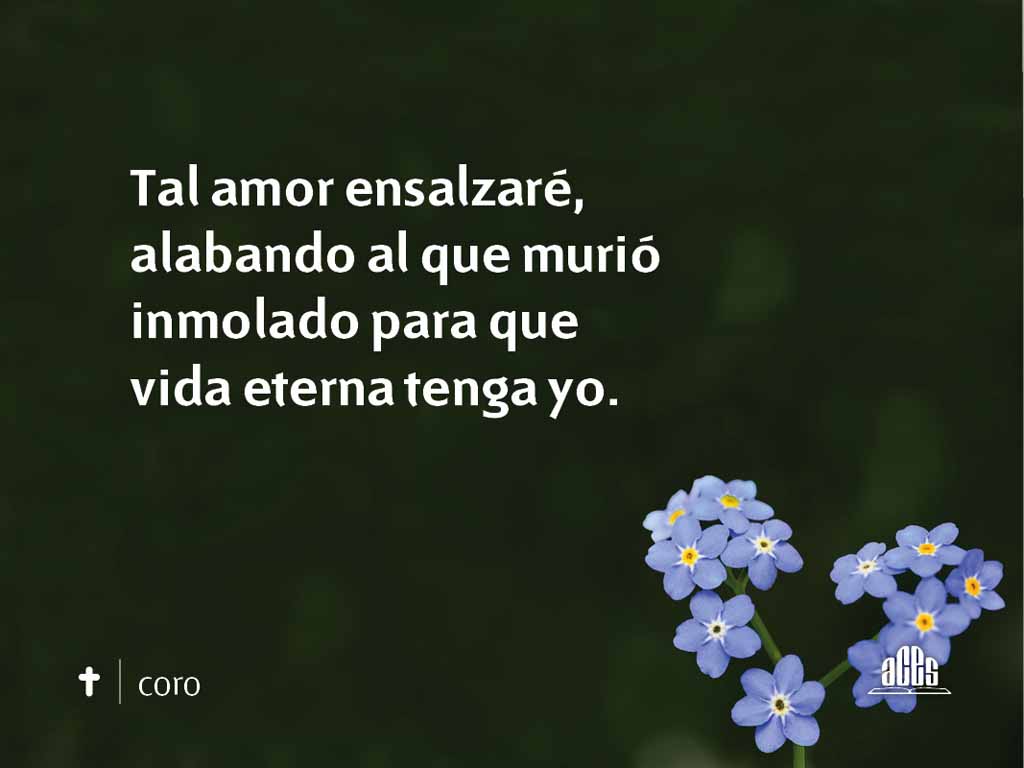 Tal amor ensalzaré,
alabando al que murió
inmolado para que
vida eterna tenga yo.
coro
aces